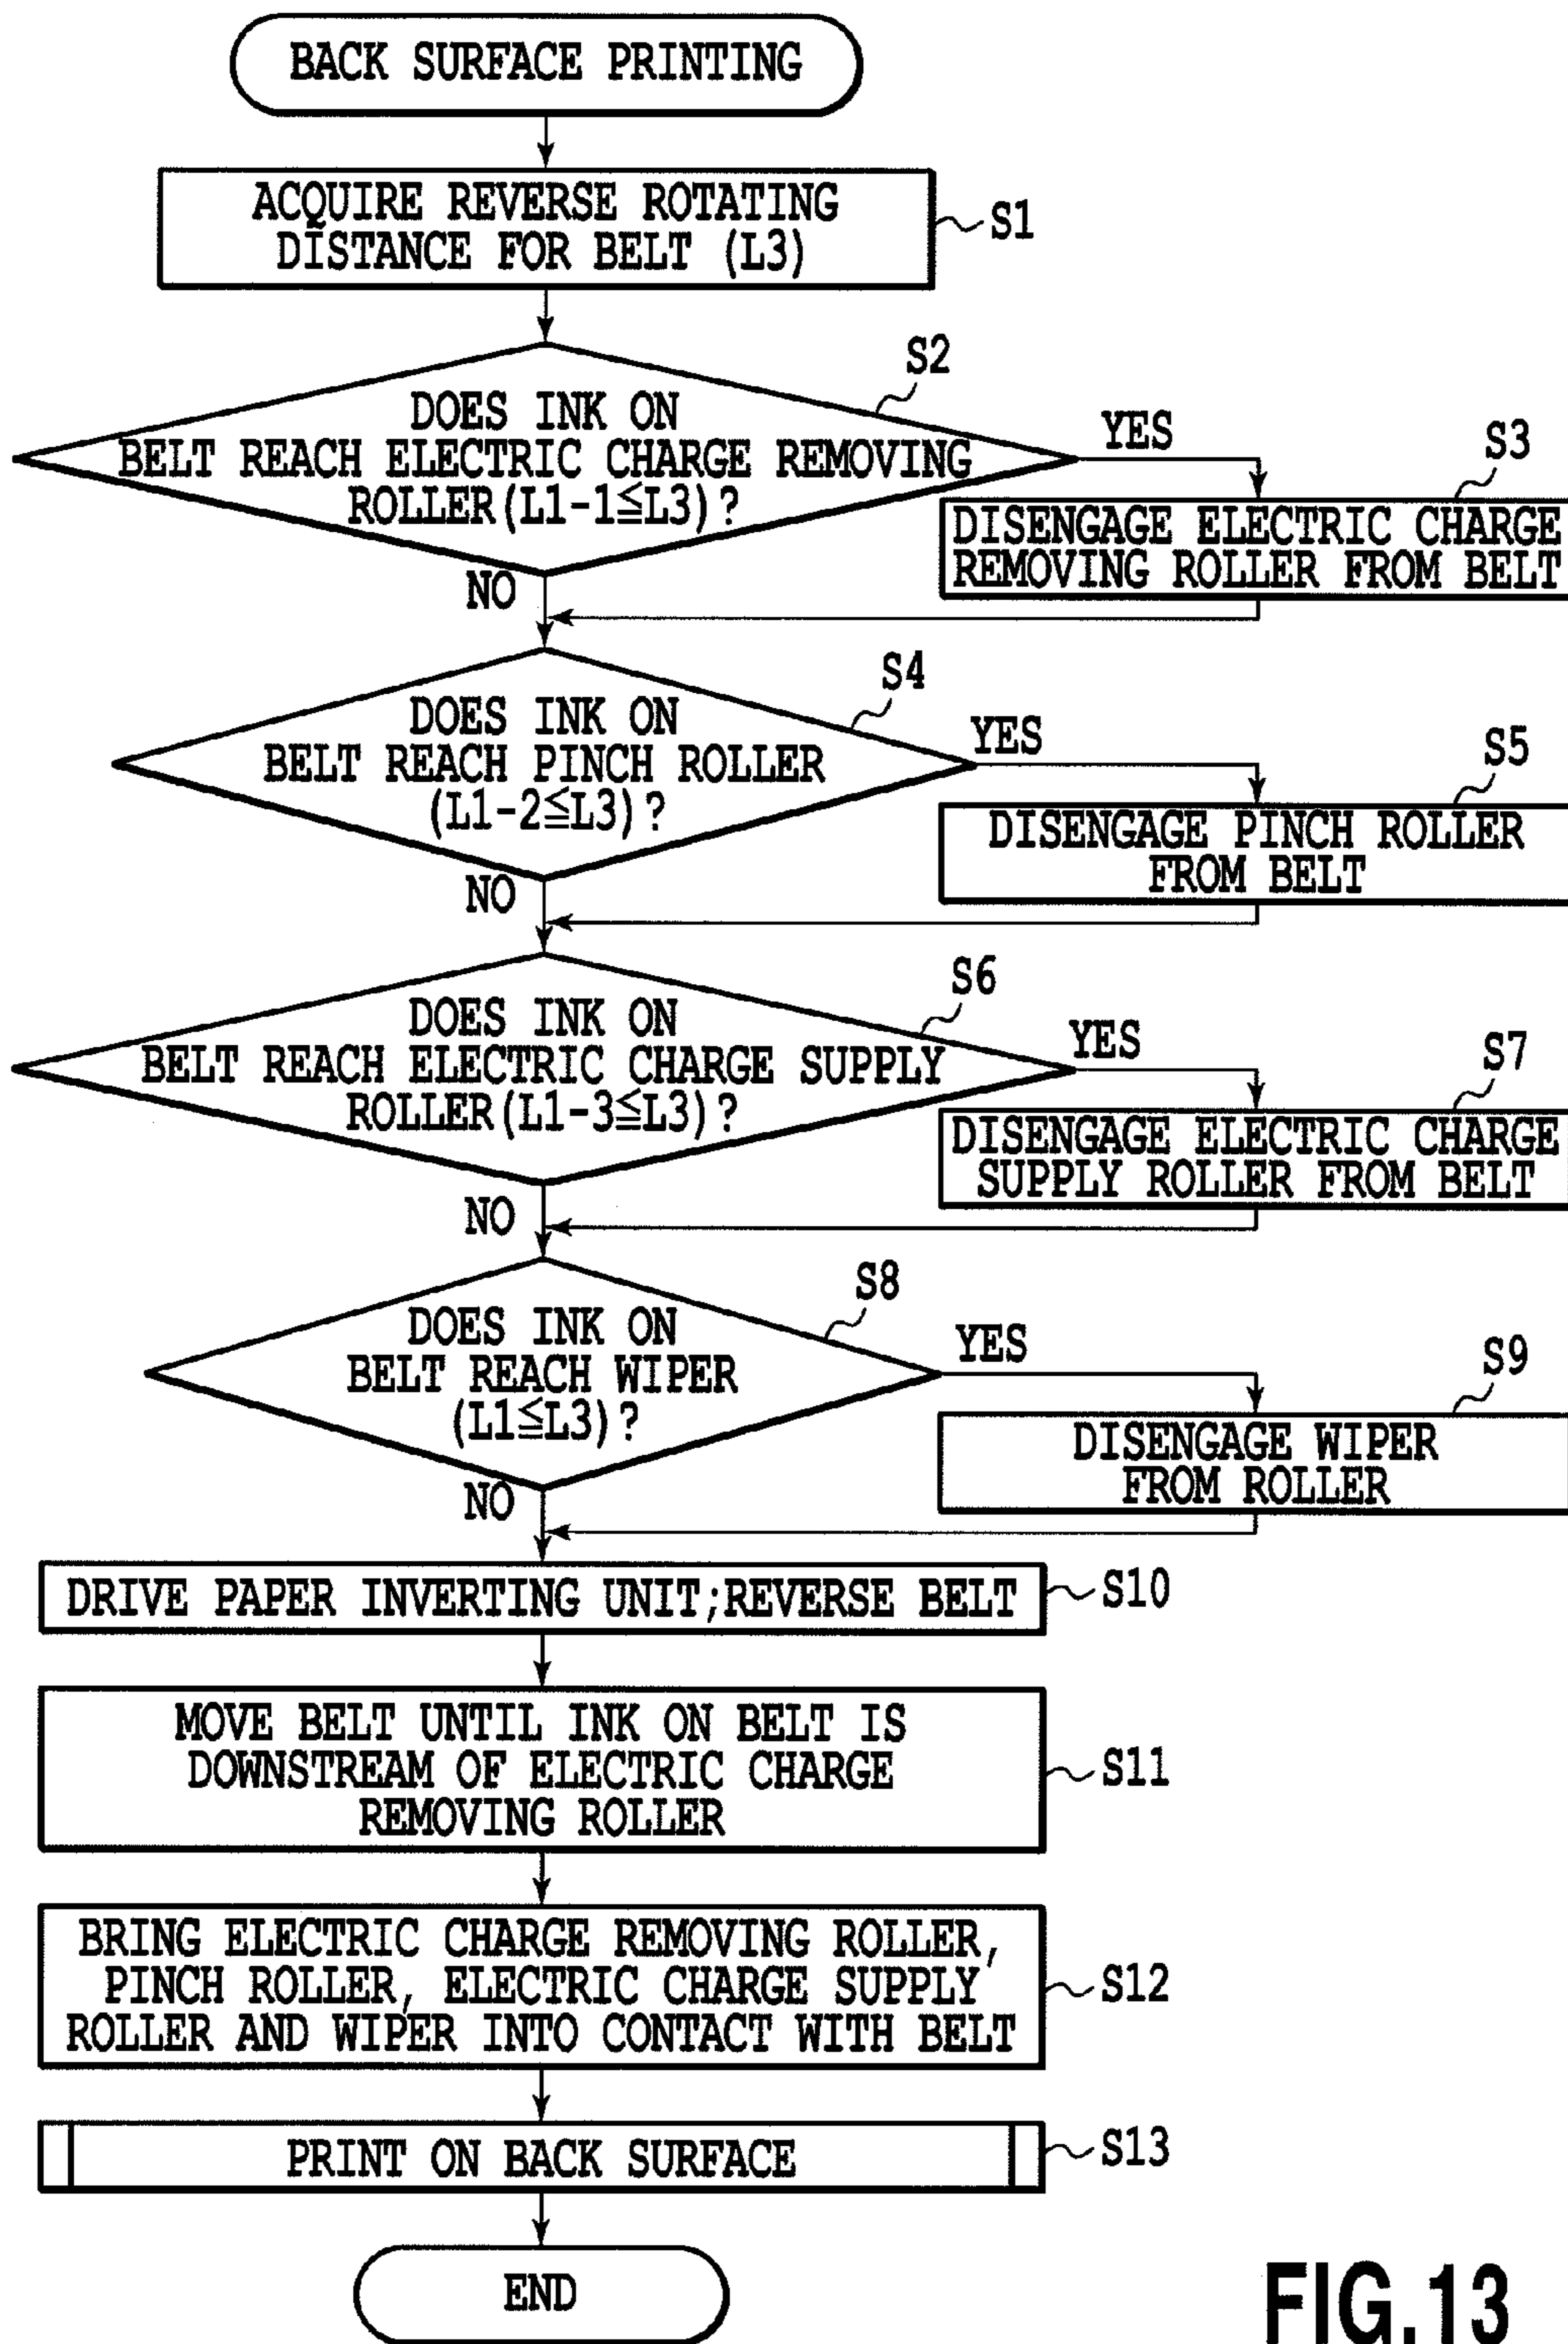 BACK SURFACE PRINTING
ACQUIRE REVERSE ROTATING
DISTANCE FOR BELT (L3)
S1
S2
DOES INK ON
BELT REACH ELECTRIC CHARGE REMOVING
ROLLER(L1-1≦L3)?
YES
S3
DISENGAGE ELECTRIC CHARGE
REMOVING ROLLER FROM BELT
NO
S4
DOES INK ON
BELT REACH PINCH ROLLER
(L1-2≦L3)?
YES
S5
DISENGAGE PINCH ROLLER
FROM BELT
NO
S6
DOES INK ON
BELT REACH ELECTRIC CHARGE SUPPLY
ROLLER(L1-3≦L3)?
YES
S7
DISENGAGE ELECTRIC CHARGE
SUPPLY ROLLER FROM BELT
NO
S8
DOES INK ON
BELT REACH WIPER
(L1≦L3)?
YES
S9
DISENGAGE WIPER
FROM ROLLER
NO
DRIVE PAPER INVERTING UNIT;REVERSE BELT
S10
MOVE BELT UNTIL INK ON BELT IS
DOWNSTREAM OF ELECTRIC CHARGE
REMOVING ROLLER
S11
BRING ELECTRIC CHARGE REMOVING ROLLER,
PINCH ROLLER, ELECTRIC CHARGE SUPPLY
ROLLER AND WIPER INTO CONTACT WITH BELT
S12
PRINT ON BACK SURFACE
S13
END
FIG.13